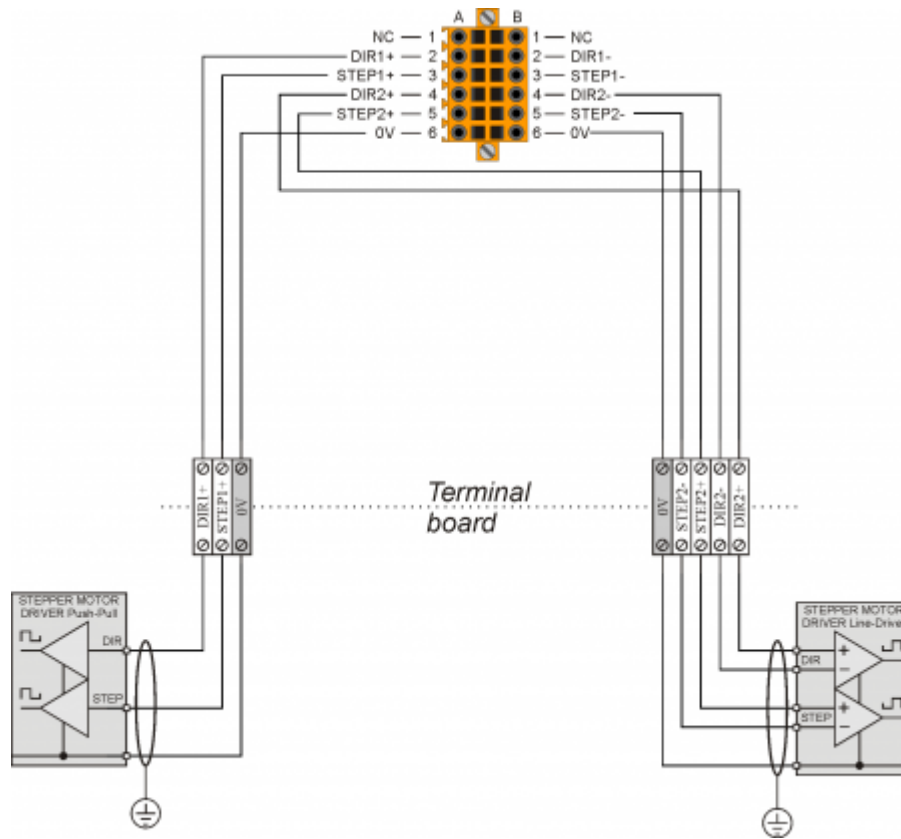 A B
NC 1 1 NC
DIR1+ 2 2 DIR1-
STEP1+ 3 3 STEP1-
DIR2+ 4 4 DIR2-
STEP2+ 5 5 STEP2-
0V 6 6 0V
DIR1+
STEP1+
0V
Terminal
board
0V
STEP2-
STEP2+
DIR2-
DIR2+
STEPPER MOTOR
DRIVER Push-Pull
DIR
STEP
STEPPER MOTOR
DRIVER Line-Drive
+
DIR
-
+
STEP
-